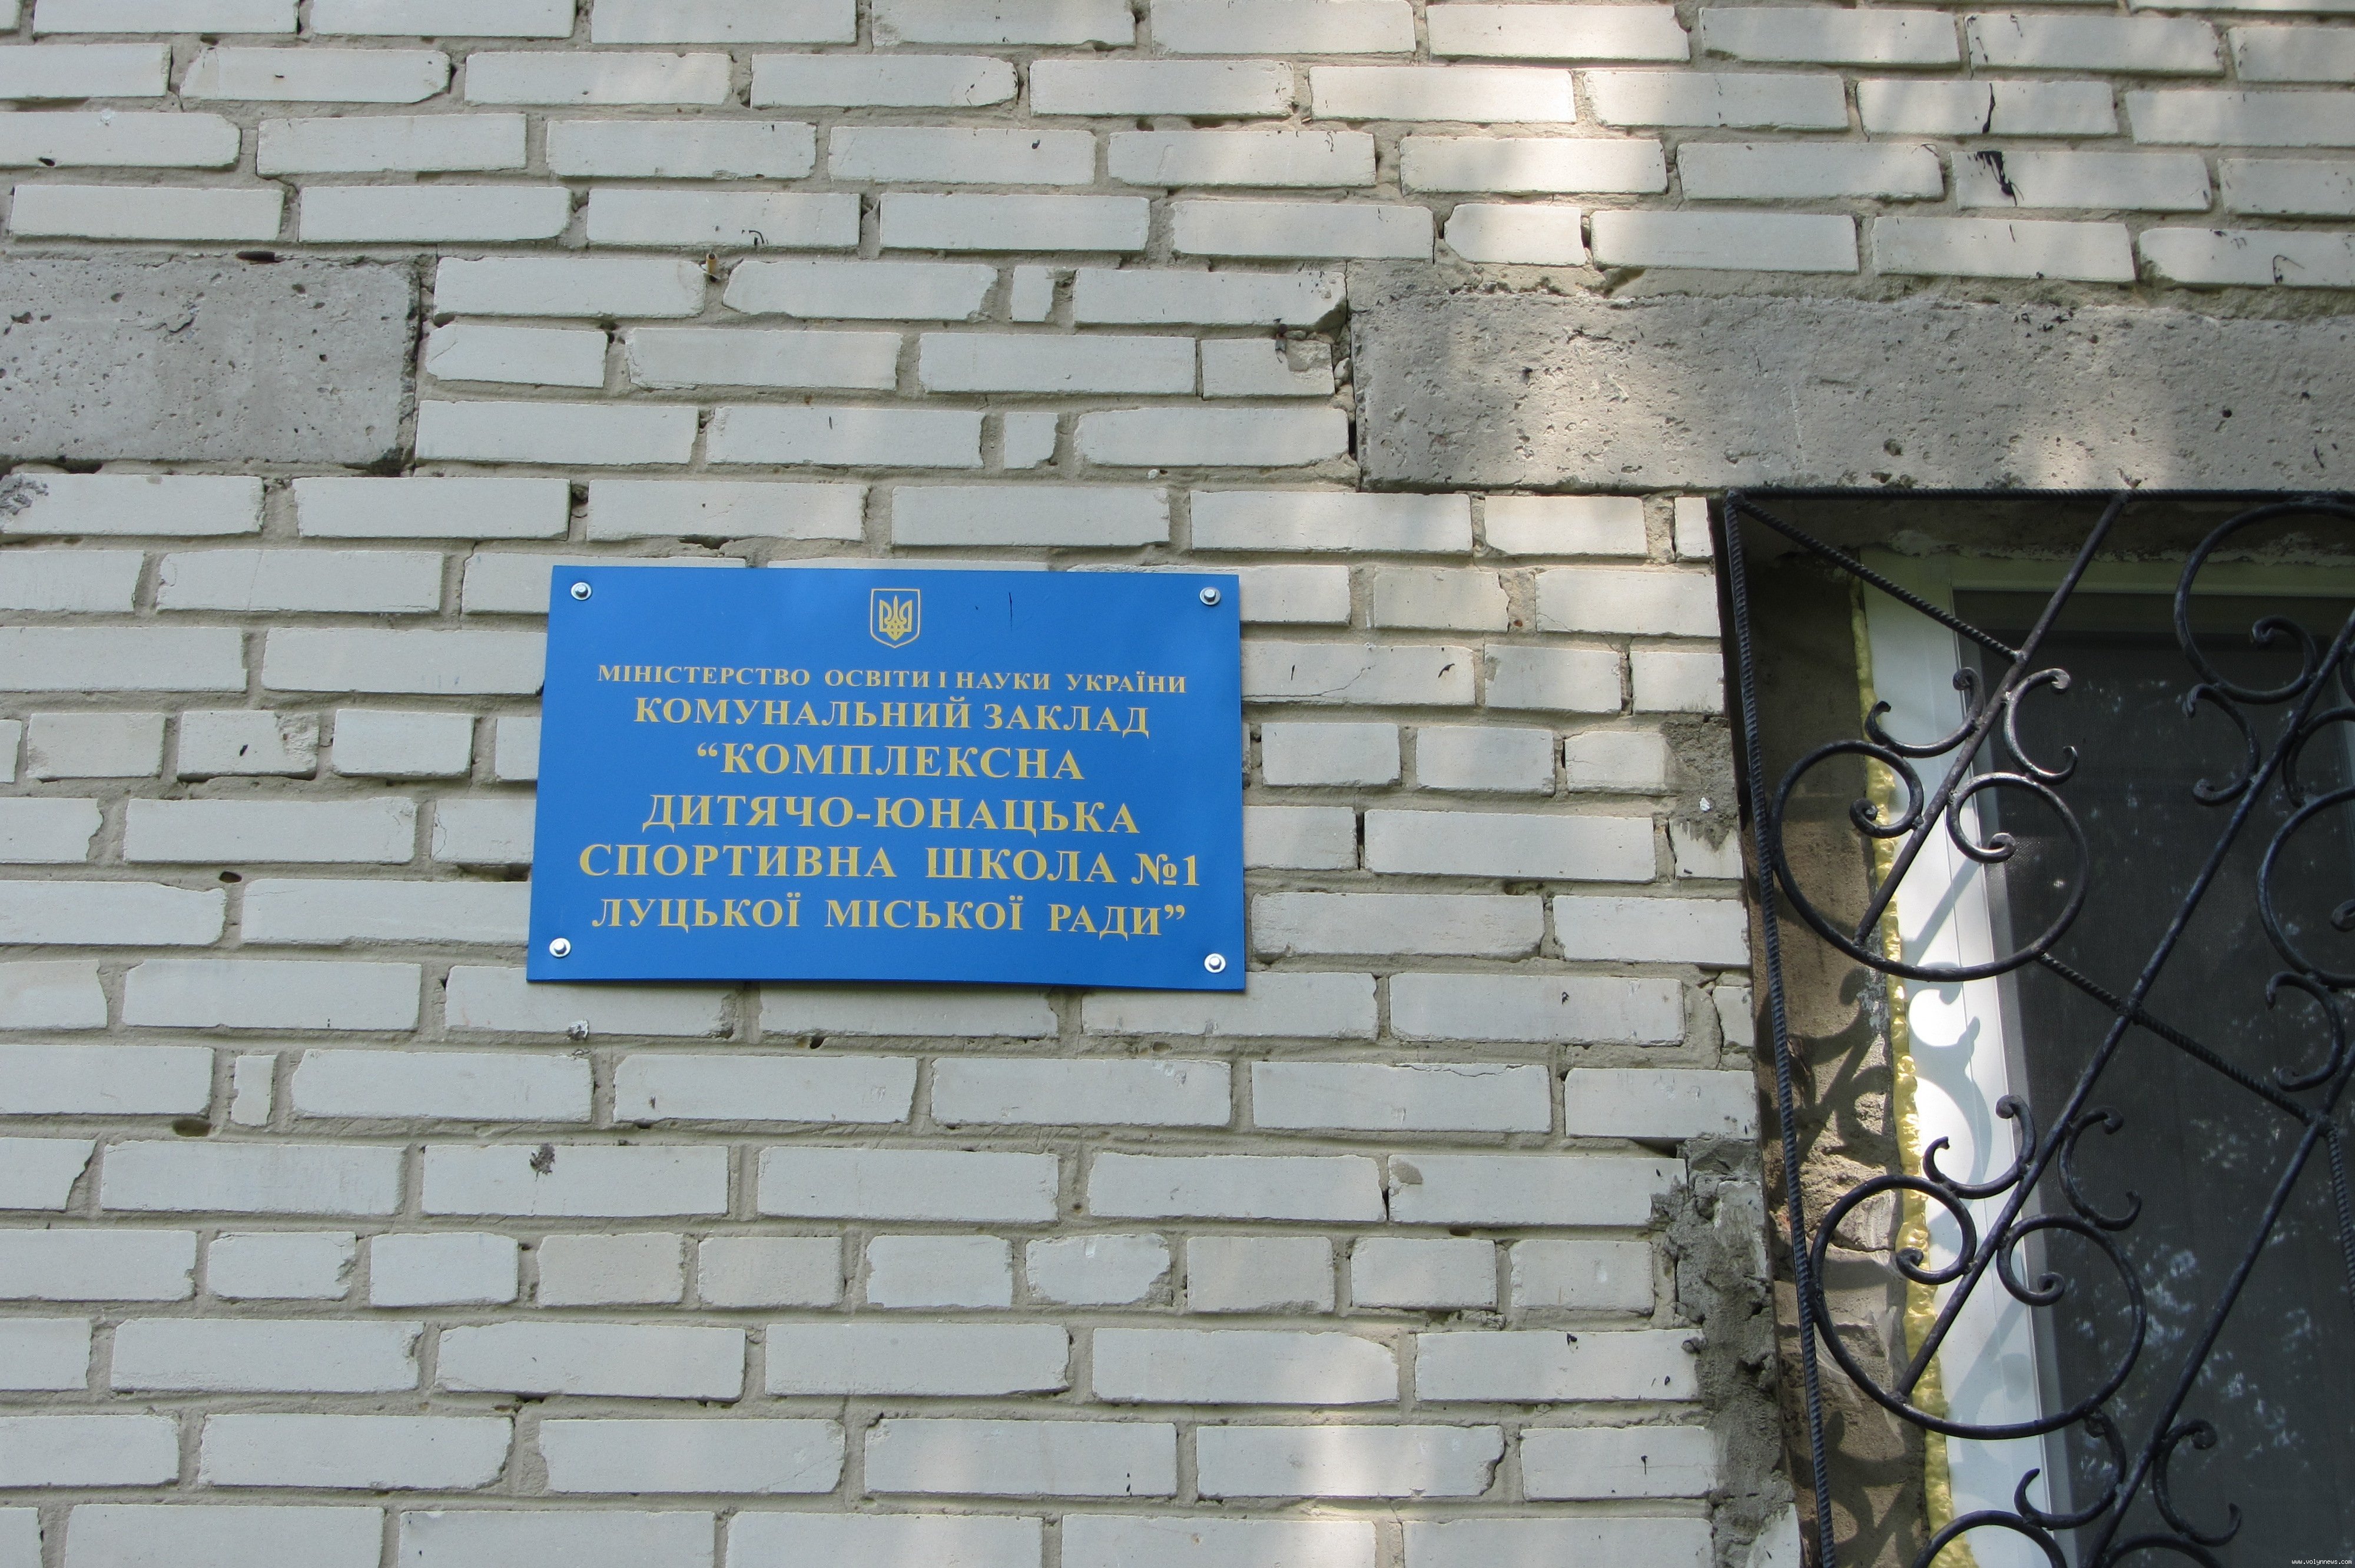 МІНІСТЕРСТВО ОСВІТИ І НАУКИ УКРАЇНИ
КОМУНАЛЬНИЙ ЗАКЛАД
“КОМПЛЕКСНА
ДИТЯЧО-ЮНАЦЬКА
СПОРТИВНА ШКОЛА №1
ЛУЦЬКОЇ МІСЬКОЇ РАДИ”
www.volynnews.com